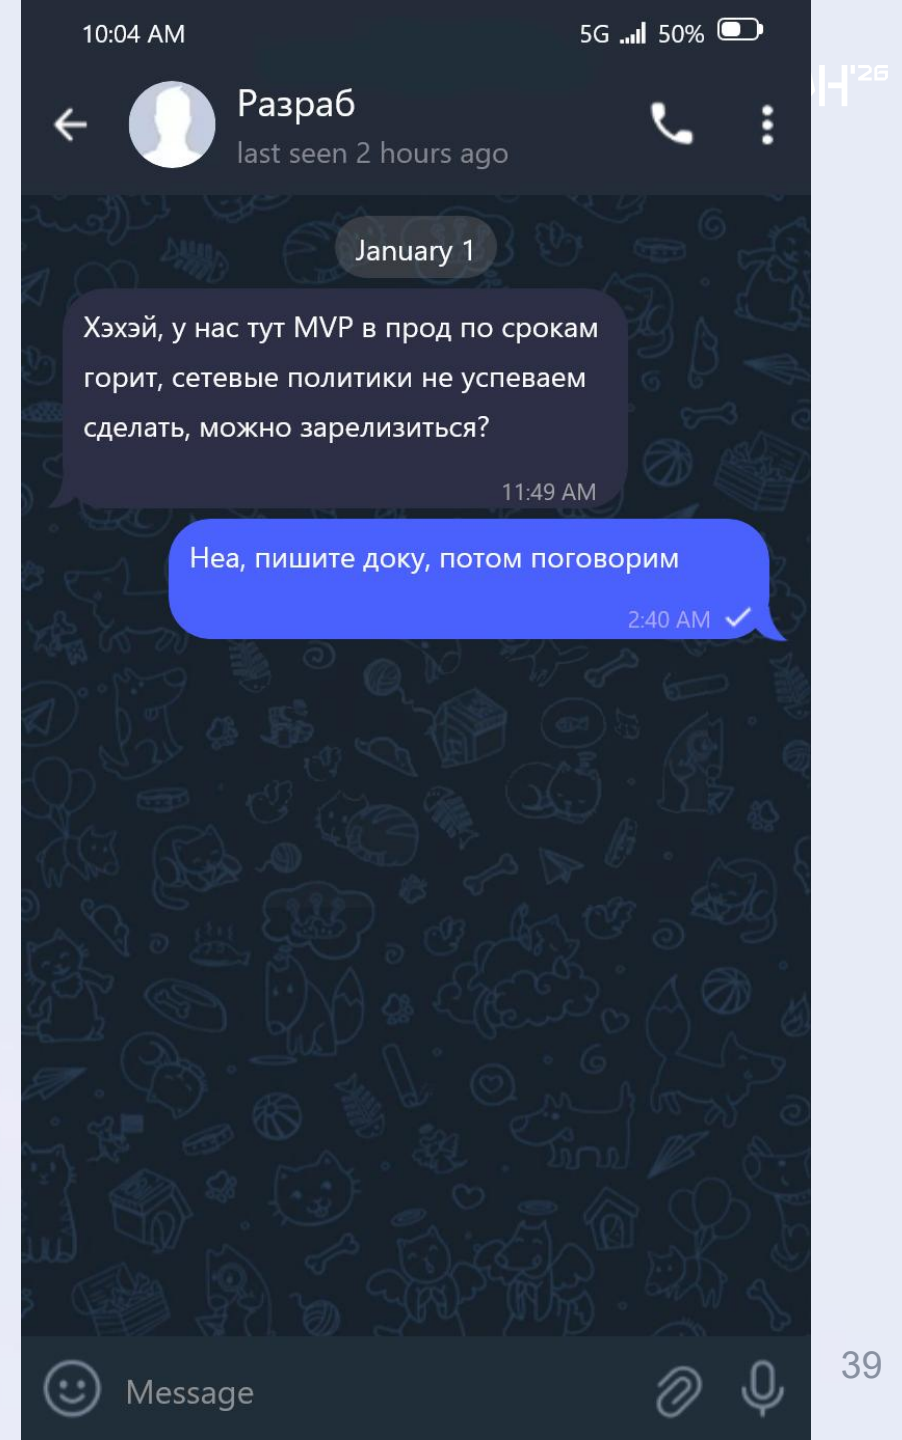 10:04 AM
5G
50%
Разраб
last seen 2 hours ago
H'26
January 1
Хэхэй, у нас тут MVP в прод по срокам
горит, сетевые политики не успеваем
сделать, можно зарелизиться?
11:49 AM
Неа, пишите доку, потом поговорим
2:40 AM
39
Message